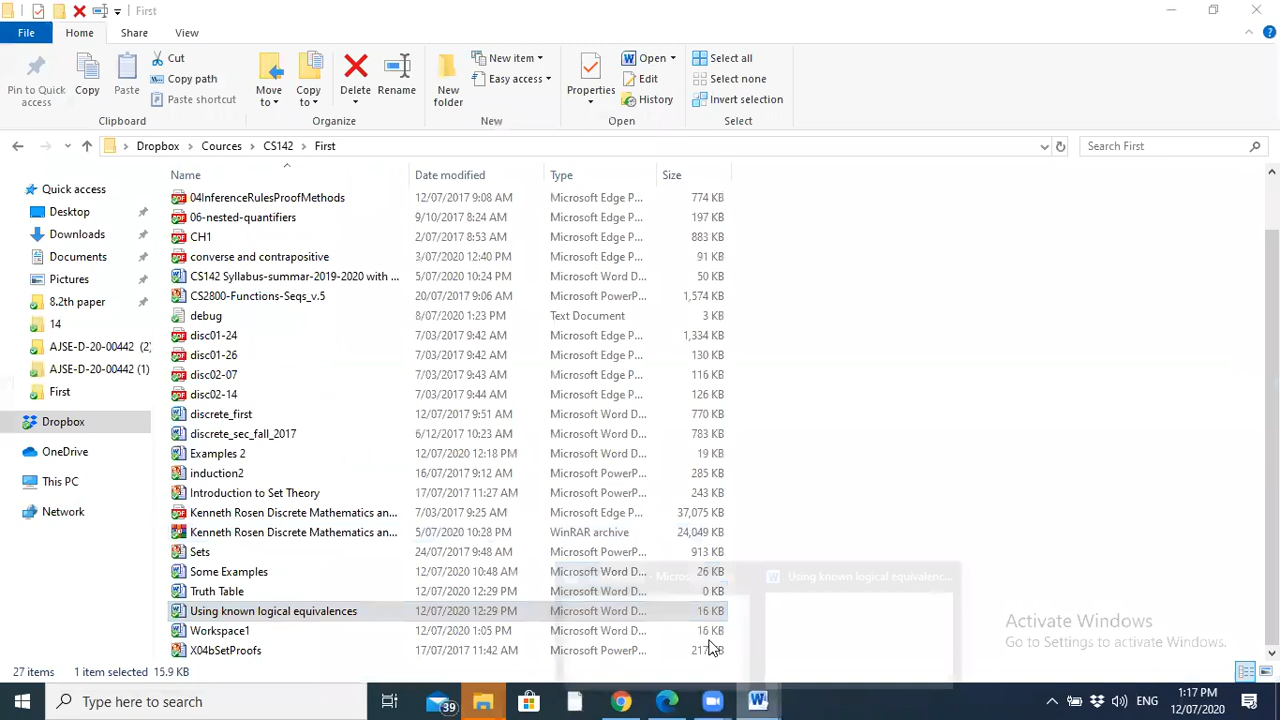 First
File Home Share View
Pin to Quick access
Copy
Paste
Cut
Copy path
Paste shortcut
Clipboard
Move to
Copy to
Delete
Rename
Organize
New folder
New item
Easy access
New
Properties
Open
Edit
History
Open
Select all
Select none
Invert selection
Select
Dropbox Cources CS142 First
Search First
Name Date modified Type Size
Quick access
Desktop
Downloads
Documents
Pictures
8.2th paper
14
AJSE-D-20-00442 (2)
AJSE-D-20-00442 (1)
First
Dropbox
OneDrive
This PC
Network
04InferenceRulesProofMethods 12/07/2017 9:08 AM Microsoft Edge P... 774 KB
06-nested-quantifiers 9/10/2017 8:24 AM Microsoft Edge P... 197 KB
CH1 2/07/2017 8:53 AM Microsoft Edge P... 883 KB
converse and contrapositive 3/07/2020 12:40 PM Microsoft Edge P... 91 KB
CS142 Syllabus-summar-2019-2020 with ... 5/07/2020 10:24 PM Microsoft Word D... 50 KB
CS2800-Functions-Seqs_v.5 20/07/2017 9:06 AM Microsoft PowerP... 1,574 KB
debug 8/07/2020 1:23 PM Text Document 3 KB
disc01-24 7/03/2017 9:42 AM Microsoft Edge P... 1,334 KB
disc01-26 7/03/2017 9:42 AM Microsoft Edge P... 130 KB
disc02-07 7/03/2017 9:43 AM Microsoft Edge P... 116 KB
disc02-14 7/03/2017 9:44 AM Microsoft Edge P... 126 KB
discrete_first 12/07/2017 9:51 AM Microsoft Word D... 770 KB
discrete_sec_fall_2017 6/12/2017 10:23 AM Microsoft Word D... 783 KB
Examples 2 12/07/2020 12:18 PM Microsoft Word D... 19 KB
induction2 16/07/2017 9:12 AM Microsoft PowerP... 285 KB
Introduction to Set Theory 17/07/2017 11:27 AM Microsoft PowerP... 243 KB
Kenneth Rosen Discrete Mathematics an... 7/03/2017 9:25 AM Microsoft Edge P... 37,075 KB
Kenneth Rosen Discrete Mathematics an... 5/07/2020 10:28 PM WinRAR archive 24,049 KB
Sets 24/07/2017 9:48 AM Microsoft PowerP... 913 KB
Some Examples 12/07/2020 10:48 AM Microsoft Word D... 26 KB
Truth Table 12/07/2020 12:29 PM Microsoft Word D... 0 KB
Using known logical equivalences 12/07/2020 12:29 PM Microsoft Word D... 16 KB
Workspace1 12/07/2020 1:05 PM Microsoft Word D... 16 KB
X04bSetProofs 17/07/2017 11:42 AM Microsoft PowerP...
Using known logical equivalenc...
Activate Windows
Go to Settings to activate Windows.
27 items 1 item selected 15.9 KB
Type here to search
39
ENG
1:17 PM
12/07/2020